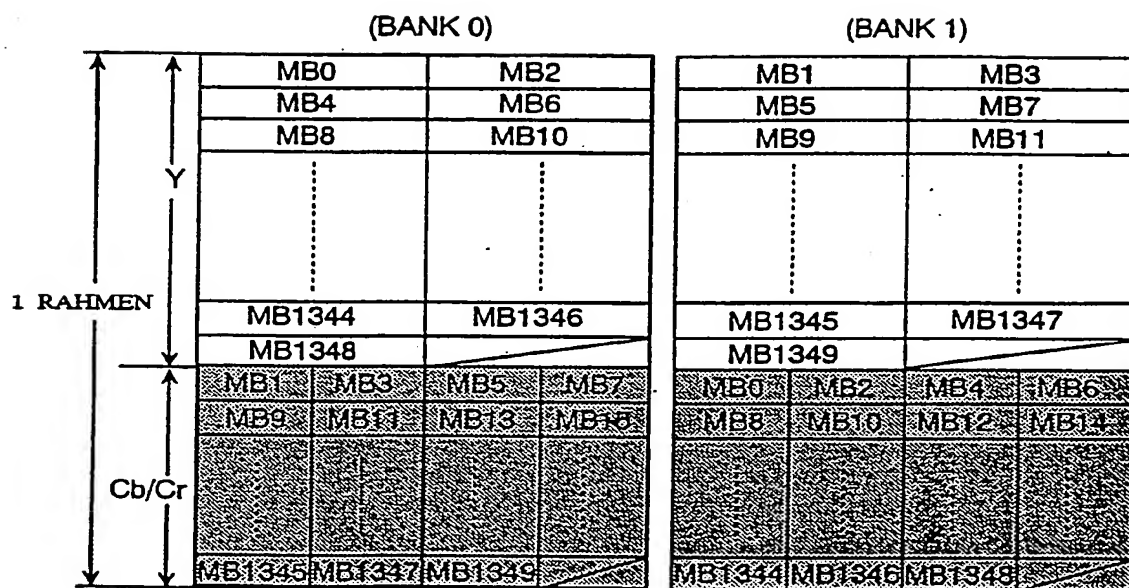 (BANK 0) (BANK 1)
MB0 MB2 MB1 MB3
MB4 MB6 MB5 MB7
MB8 MB10 MB9 MB11
Y
1 RAHMEN
MB1344 MB1346 MB1345 MB1347
MB1348 MB1349
MB1 MB3 MB5 MB7 MB0 MB2 MB4 MB6
MB9 MB11 MB13 MB15 MB8 MB10 MB12 MB14
Cb/Cr
MB1345 MB1347 MB1349 MB1344 MB1346 MB1348